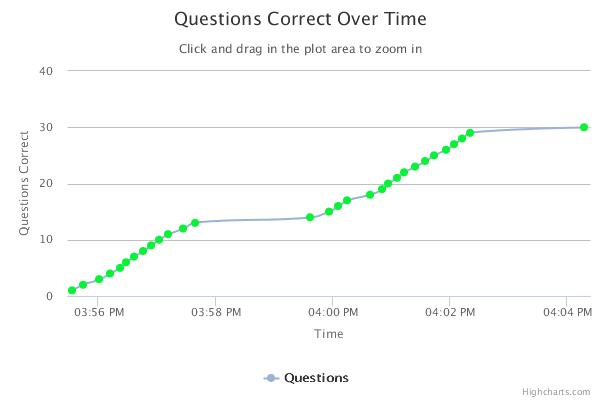 Questions Correct Over Time
Click and drag in the plot area to zoom in
Questions Correct
40
30
20
10
0
03:56 PM 03:58 PM 04:00 PM 04:02 PM 04:04 PM
Time
Questions
Highcharts.com